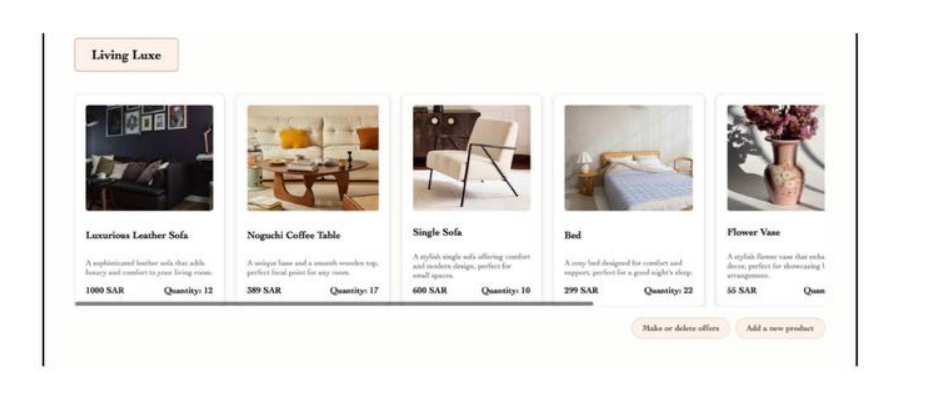 Living Luxe
Luxurious Leather Sofa
A sophisticated leather sofa that adds
luxury and comfort to your living room.
1000 SAR Quantity: 12
Noguchi Coffee Table
A unique base and a smooth wooden top,
perfect focal point for any room.
389 SAR Quantity: 17
Single Sofa
A stylish single sofa offering comfort
and modern design, perfect for
small spaces.
600 SAR Quantity: 10
Bed
A cosy bed designed for comfort and
support, perfect for a good night's sleep.
299 SAR Quantity: 22
Flower Vase
A stylish flower vase that enha
decor, perfect for showcasing l
arrangement.
55 SAR Quan
Make or delete offers
Add a new product